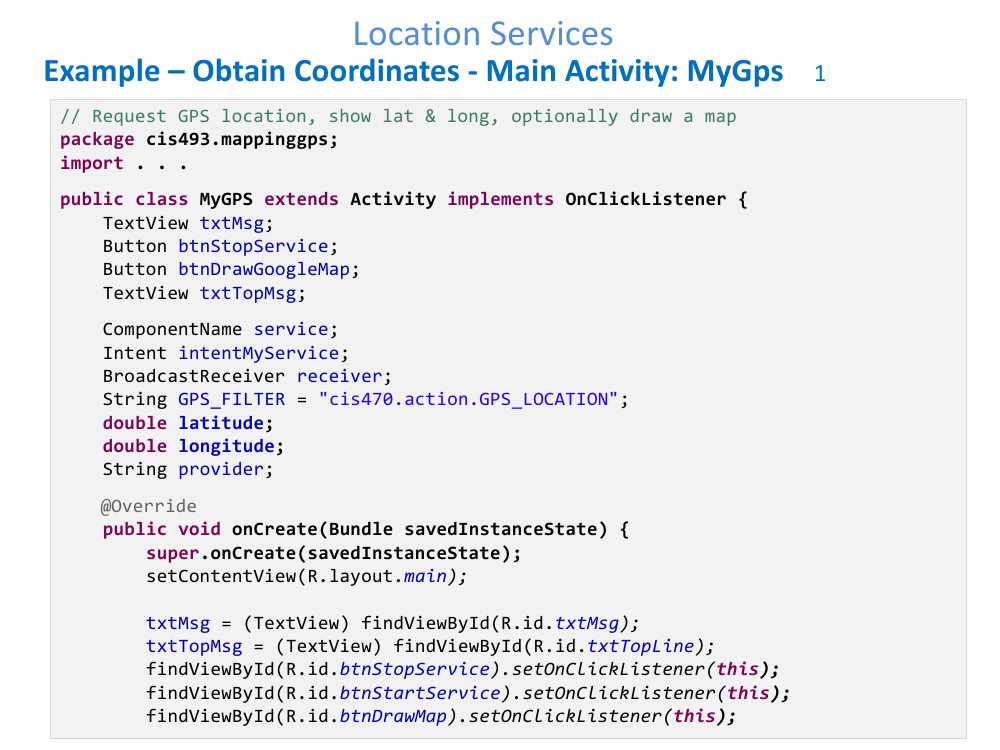 Location Services
Example – Obtain Coordinates - Main Activity: MyGps 1
// Request GPS location, show lat & long, optionally draw a map
package cis493.mappinggps;
import . . .
public class MyGPS extends Activity implements OnClickListener {
TextView txtMsg;
Button btnStopService;
Button btnDrawGoogleMap;
TextView txtTopMsg;
ComponentName service;
Intent intentMyService;
BroadcastReceiver receiver;
String GPS_FILTER = "cis470.action.GPS_LOCATION";
double latitude;
double longitude;
String provider;
@Override
public void onCreate(Bundle savedInstanceState) {
super.onCreate(savedInstanceState);
setContentView(R.layout.main);
txtMsg = (TextView) findViewById(R.id.txtMsg);
txtTopMsg = (TextView) findViewById(R.id.txtTopLine);
findViewById(R.id.btnStopService).setOnClickListener(this);
findViewById(R.id.btnStartService).setOnClickListener(this);
findViewById(R.id.btnDrawMap).setOnClickListener(this);